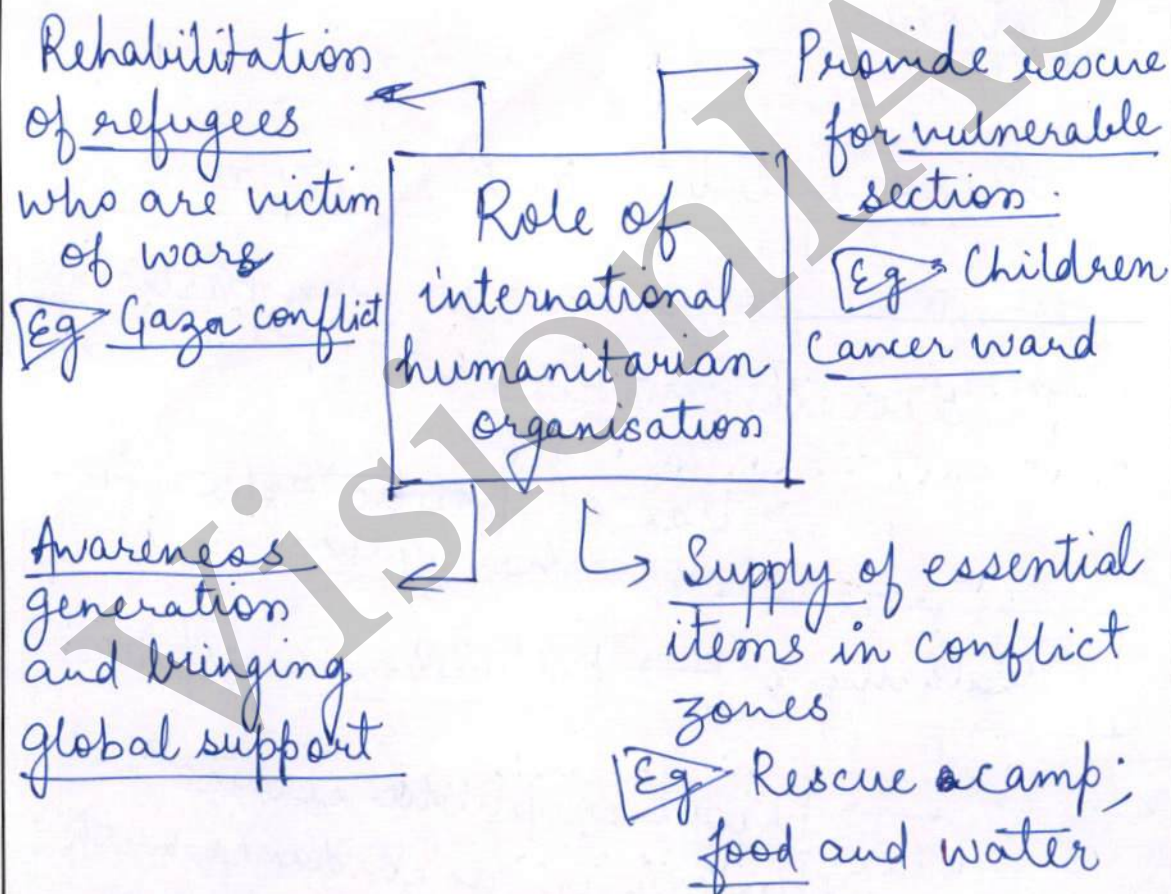 Rehabilitation
of refugees
who are victim
of wars
Eg Gaza conflict
Role of
international
humanitarian
organisation
Provide rescue
for vulnerable
section.
Eg Children
Cancer ward
Awareness
generation
and bringing
global support
Supply of essential
items in conflict
zones
Eg Rescue camp;
food and water
VisionIAS